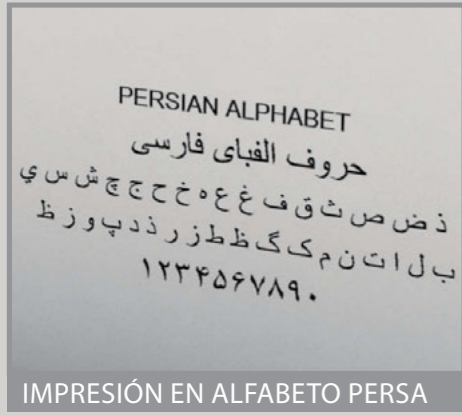 PERSIAN ALPHABET
حروف الفبای فارسی
ذ ض ص ث ق ف غ ع ه خ ح ج چ ش س ي
ب ل ا ت ن م ک گ ظ ط ز ر ذ د پ و ز ظ
۱۲۳۴۵۶۷۸۹۰
IMPRESIÓN EN ALFABETO PERSA